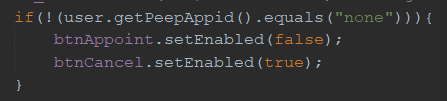 if(!(user.getPeepAppid().equals("none"))){
btnAppoint.setEnabled(false);
btnCancel.setEnabled(true);
}